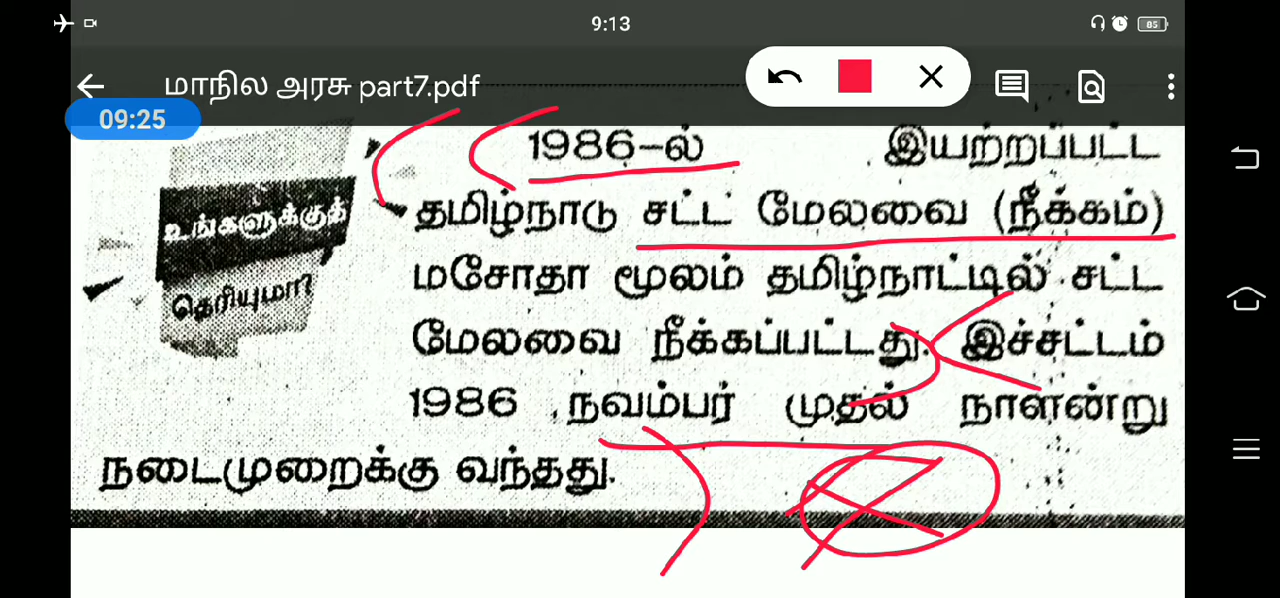 9:13
85
மாநில அரசு part7.pdf
09:25
உங்களுக்குத்
தெரியுமா?
1986-ல் இயற்றப்பட்ட
தமிழ்நாடு சட்ட மேலவை (நீக்கம்)
மசோதா மூலம் தமிழ்நாட்டில் சட்ட
மேலவை நீக்கப்பட்டது. இச்சட்டம்
1986 நவம்பர் முதல் நாளன்று
நடைமுறைக்கு வந்தது.